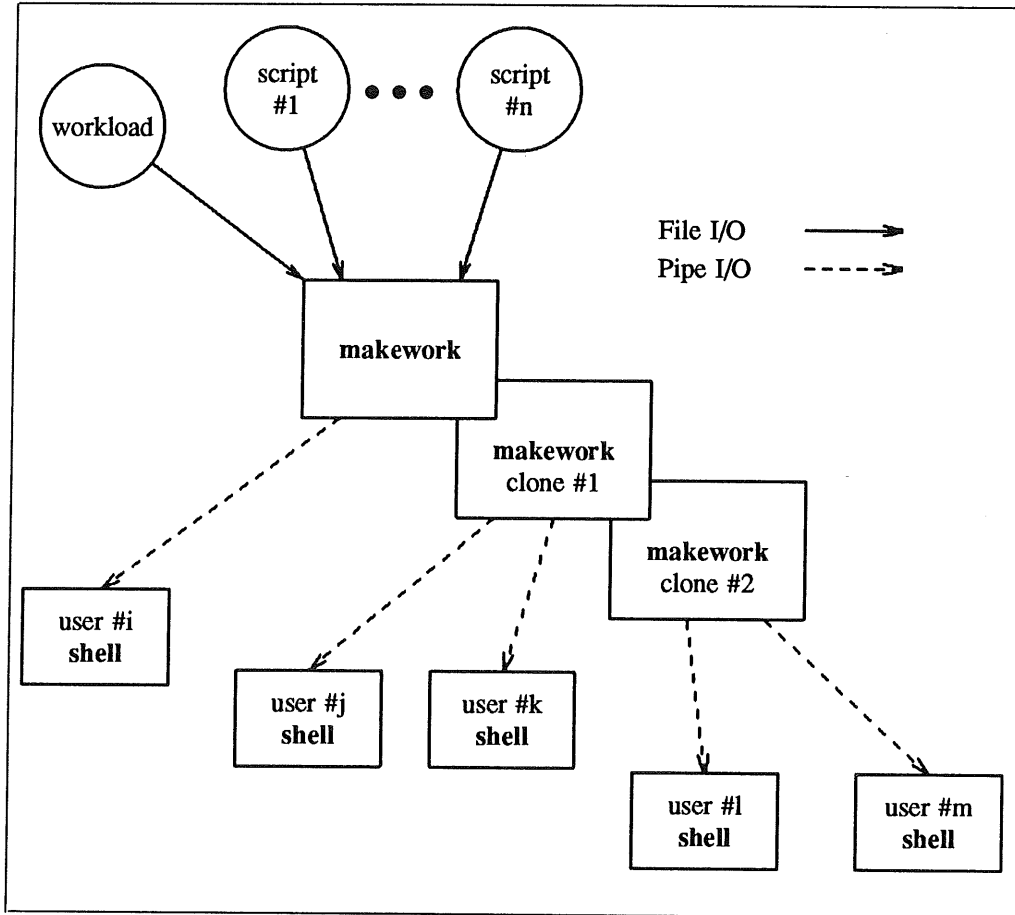 script
#1
script
#n
workload
File I/O
Pipe I/O
makework
makework
clone #1
makework
clone #2
user #i
shell
user #j
shell
user #k
shell
user #l
shell
user #m
shell